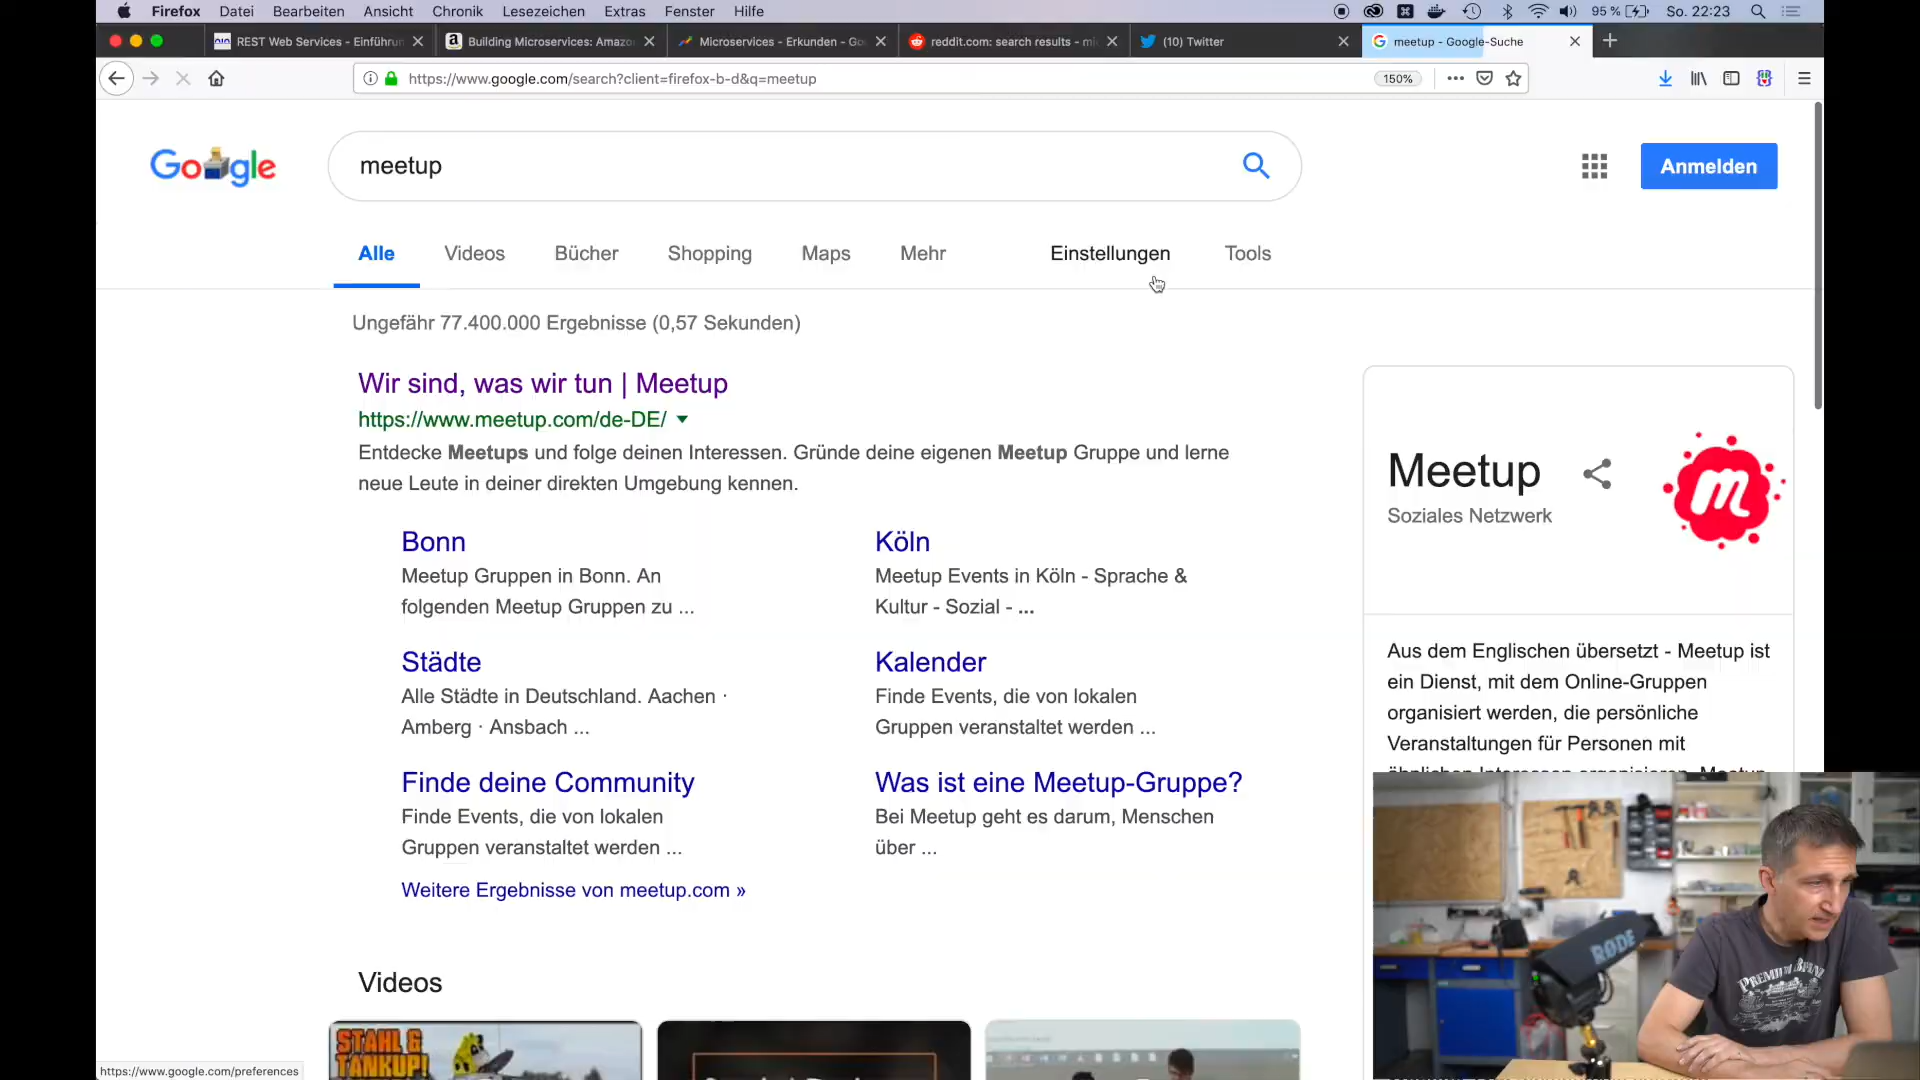 Firefox Datei Bearbeiten Ansicht Chronik Lesezeichen Extras Fenster Hilfe 95 % So. 22:23
REST Web Services - Einführun Building Microservices: Amazo Microservices - Erkunden - Go reddit.com: search results - mi (10) Twitter meetup - Google-Suche
https://www.google.com/search?client=firefox-b-d&q=meetup 150%
Google meetup Anmelden
Alle Videos Bücher Shopping Maps Mehr Einstellungen Tools
Ungefähr 77.400.000 Ergebnisse (0,57 Sekunden)
Wir sind, was wir tun | Meetup
https://www.meetup.com/de-DE/
Entdecke Meetups und folge deinen Interessen. Gründe deine eigenen Meetup Gruppe und lerne
neue Leute in deiner direkten Umgebung kennen.
Bonn
Meetup Gruppen in Bonn. An
folgenden Meetup Gruppen zu ...
Köln
Meetup Events in Köln - Sprache &
Kultur - Sozial - ...
Städte
Alle Städte in Deutschland. Aachen ·
Amberg · Ansbach ...
Kalender
Finde Events, die von lokalen
Gruppen veranstaltet werden ...
Finde deine Community
Finde Events, die von lokalen
Gruppen veranstaltet werden ...
Was ist eine Meetup-Gruppe?
Bei Meetup geht es darum, Menschen
über ...
Weitere Ergebnisse von meetup.com »
Videos
STAHL &
TANKUP!
Meetup
Soziales Netzwerk
m
Aus dem Englischen übersetzt - Meetup ist
ein Dienst, mit dem Online-Gruppen
organisiert werden, die persönliche
Veranstaltungen für Personen mit
ähnlichen Interessen organisieren. Meetup
RØDE
https://www.google.com/preferences